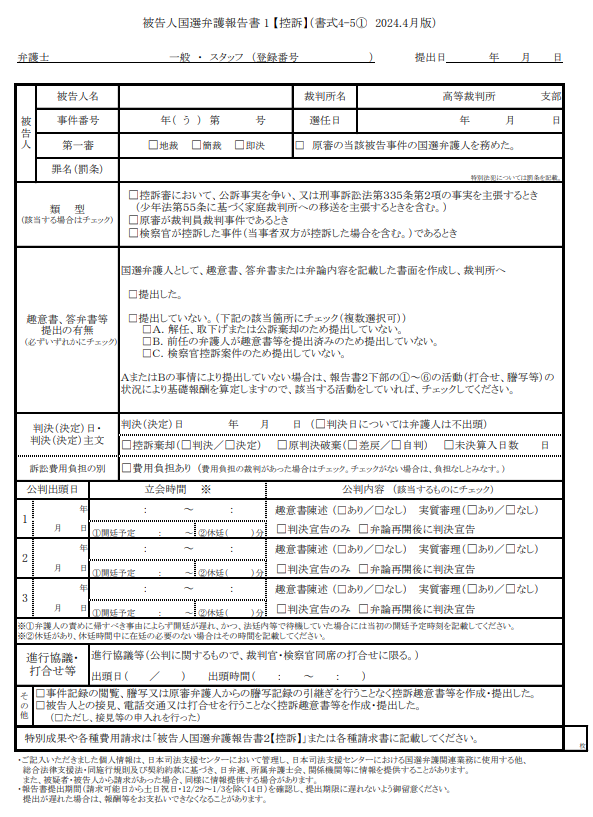 被告人国選弁護報告書1【控訴】(書式4-5① 2024.4月版)
弁護士 一般 ・ スタッフ (登録番号 ) 提出日 年 月 日
被告人
被告人名 裁判所名 高等裁判所 支部
事件番号 年( う ) 第 号 選任日 年 月 日
第一審 □地裁 □簡裁 □即決 □ 原審の当該被告事件の国選弁護人を務めた。
罪名(罰条) 特別法犯については罰条を記載。
類 型
(該当する場合はチェック)
□控訴審において、公訴事実を争い、又は刑事訴訟法第335条第2項の事実を主張するとき
(少年法第55条に基づく家庭裁判所への移送を主張するときを含む。)
□原審が裁判員裁判事件であるとき
□検察官が控訴した事件(当事者双方が控訴した場合を含む。)であるとき
趣意書、答弁書等
提出の有無
(必ずいずれかにチェック)
国選弁護人として、趣意書、答弁書または弁論内容を記載した書面を作成し、裁判所へ
□提出した。
□提出していない。(下記の該当箇所にチェック(複数選択可))
□A. 解任、取下げまたは公訴棄却のため提出していない。
□B. 前任の弁護人が趣意書等を提出済みのため提出していない。
□C. 検察官控訴案件のため提出していない。
AまたはBの事情により提出していない場合は、報告書2下部の①～⑥の活動(打合せ、謄写等)の
状況により基礎報酬を算定しますので、該当する活動をしていれば、チェックしてください。
判決(決定)日・
判決(決定)主文
判決(決定)日 年 月 日 (□判決日については弁護人は不出頭)
□控訴棄却(□判決/□決定) □原判決破棄(□差戻/□自判) □未決算入日数 日
訴訟費用負担の別 □費用負担あり (費用負担の裁判があった場合はチェック。チェックがない場合は、負担なしとみなす。)
公判出頭日 立会時間 ※ 公判内容 (該当するものにチェック)
1 年 : ～ : 趣意書陳述 (□あり/□なし) 実質審理(□あり/□なし)
月 日 ①開廷予定 : ～ ②休廷( )分 □判決宣告のみ □弁論再開後に判決宣告
2 年 : ～ : 趣意書陳述 (□あり/□なし) 実質審理(□あり/□なし)
月 日 ①開廷予定 : ～ ②休廷( )分 □判決宣告のみ □弁論再開後に判決宣告
3 年 : ～ : 趣意書陳述 (□あり/□なし) 実質審理(□あり/□なし)
月 日 ①開廷予定 : ～ ②休廷( )分 □判決宣告のみ □弁論再開後に判決宣告
※①弁護人の責めに帰すべき事由によらず開廷が遅れ、かつ、法廷内等で待機していた場合には当初の開廷予定時刻を記載してください。
※②休廷があり、休廷時間中に在廷の必要のない場合はその時間を記載してください。
進行協議・
打合せ等
進行協議等(公判に関するもので、裁判官・検察官同席の打合せに限る。)
出頭日( / ) 出頭時間( : ～ : )
その他
□事件記録の閲覧、謄写又は原審弁護人からの謄写記録の引継ぎを行うことなく控訴趣意書等を作成・提出した。
□被告人との接見、電話交通又は打合せを行うことなく控訴趣意書等を作成・提出した。
(□ただし、接見等の申入れを行った)
特別成果や各種費用請求は「被告人国選弁護報告書2【控訴】」または各種請求書に記載してください。
枚
・ご記入いただきました個人情報は、日本司法支援センターにおいて管理し、日本司法支援センターにおける国選弁護関連業務に使用する他、
総合法律支援法・同施行規則及び契約約款に基づき、日弁連、所属弁護士会、関係機関等に情報を提供することがあります。
また、被疑者・被告人から請求があった場合、同様に情報提供する場合があります。
・報告書提出期間(請求可能日から土日祝日・12/29～1/3を除く14日)を確認し、提出期限に遅れないよう御留意ください。
提出が遅れた場合は、報酬等をお支払いできなくなることがあります。